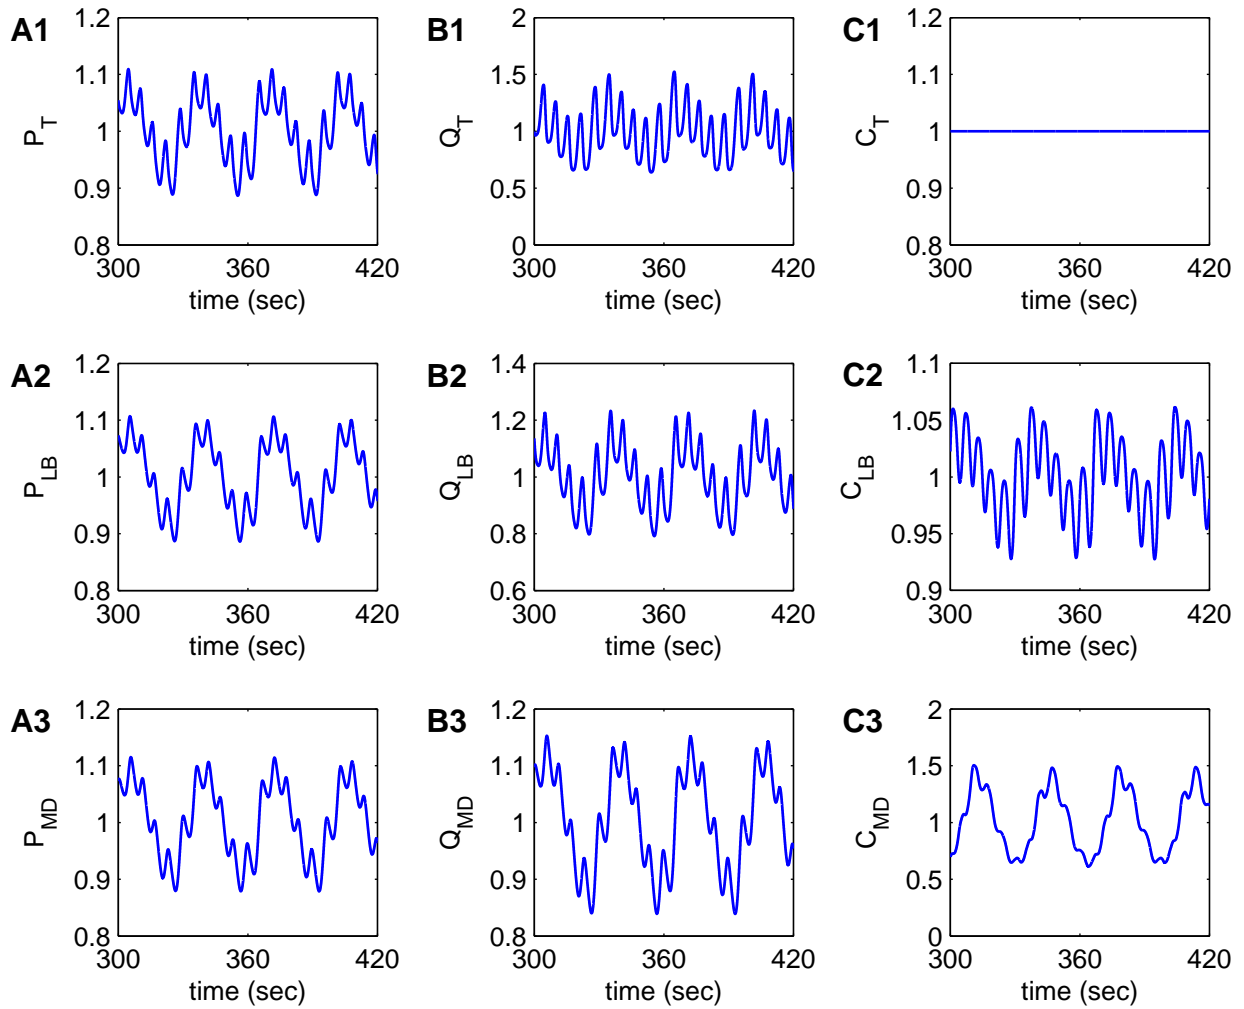 A1
P_T
1.2
1.1
1
0.9
0.8
300 360 420
time (sec)
B1
Q_T
2
1.5
1
0.5
0
300 360 420
time (sec)
C1
C_T
1.2
1.1
1
0.9
0.8
300 360 420
time (sec)
A2
P_LB
1.2
1.1
1
0.9
0.8
300 360 420
time (sec)
B2
Q_LB
1.4
1.2
1
0.8
0.6
300 360 420
time (sec)
C2
C_LB
1.1
1.05
1
0.95
0.9
300 360 420
time (sec)
A3
P_MD
1.2
1.1
1
0.9
0.8
300 360 420
time (sec)
B3
Q_MD
1.2
1.1
1
0.9
0.8
300 360 420
time (sec)
C3
C_MD
2
1.5
1
0.5
0
300 360 420
time (sec)